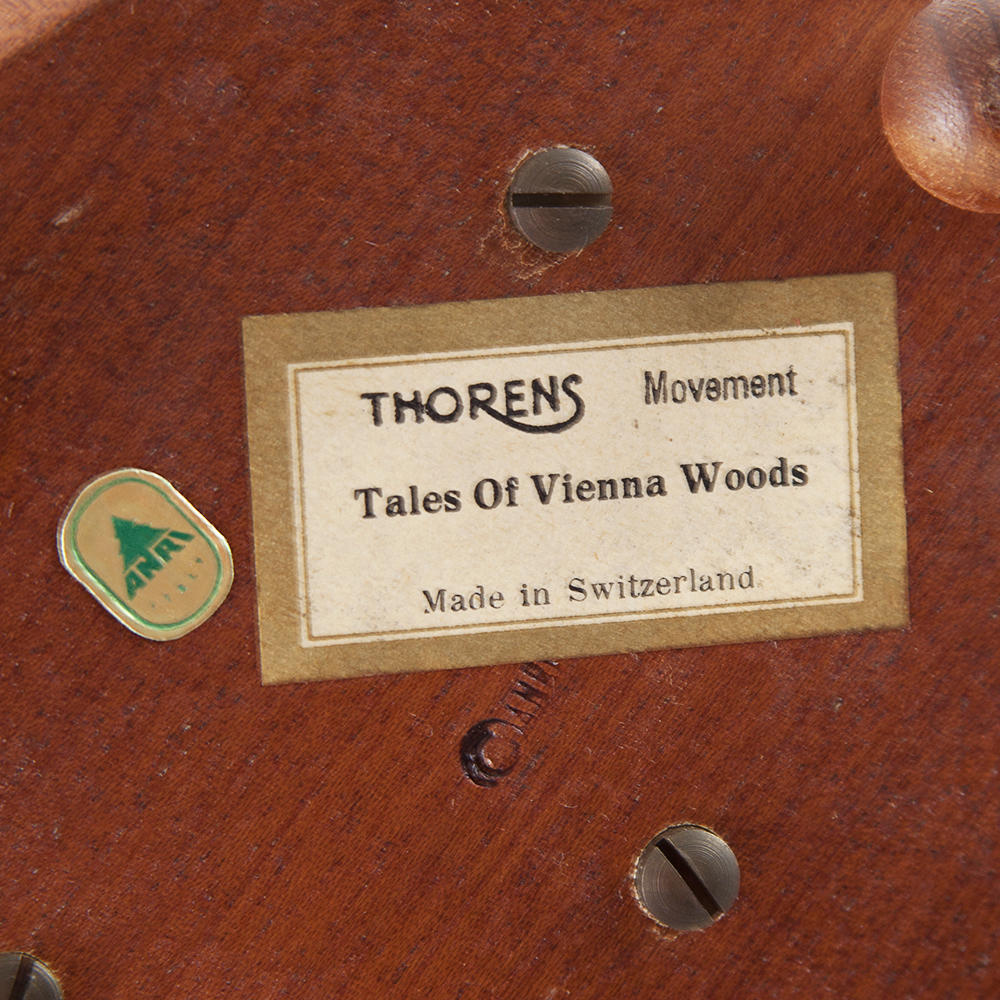 THORENS Movement
Tales Of Vienna Woods
Made in Switzerland
ANRI